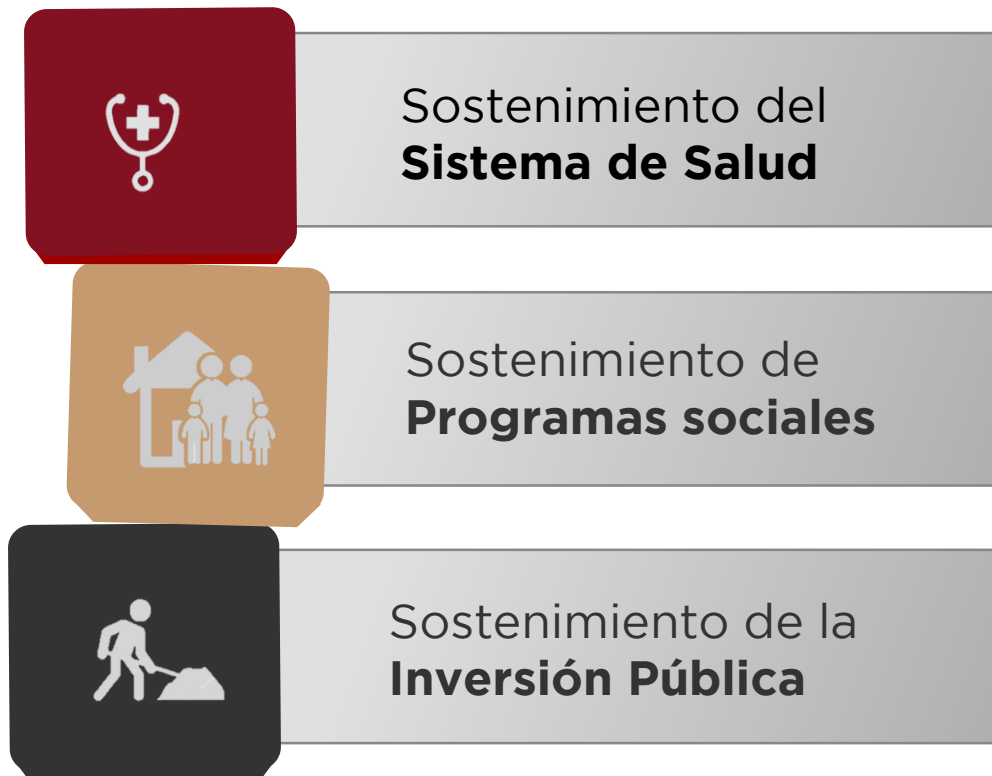 Sostenimiento del
Sistema de Salud
Sostenimiento de
Programas sociales
Sostenimiento de la
Inversión Pública